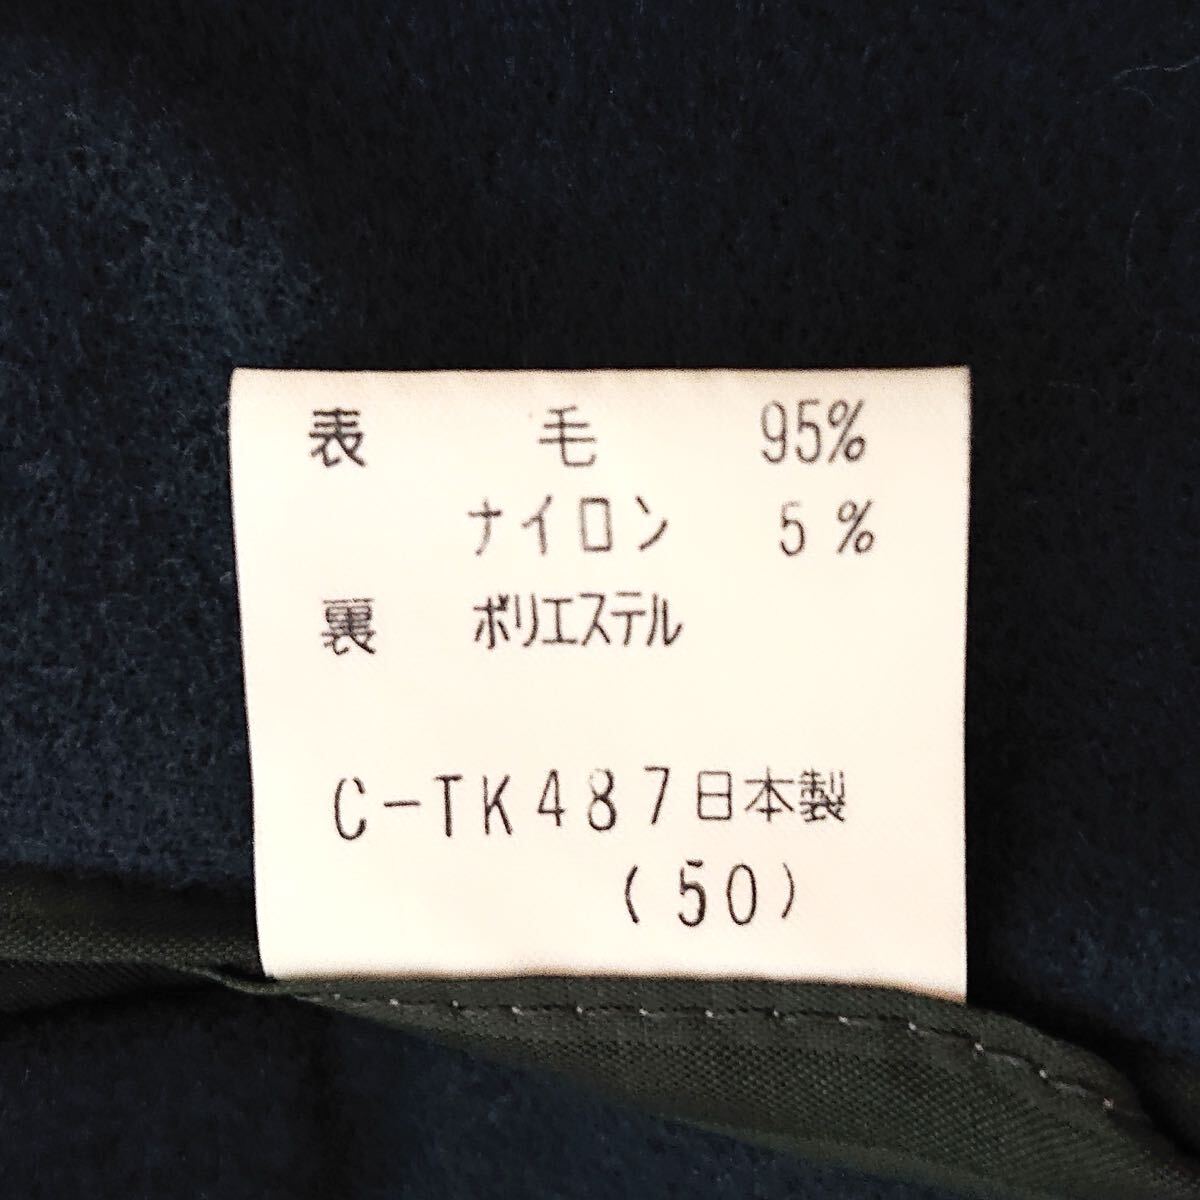 表 毛 95%
ナイロン 5%
裏 ポリエステル
C-TK487日本製
(50)